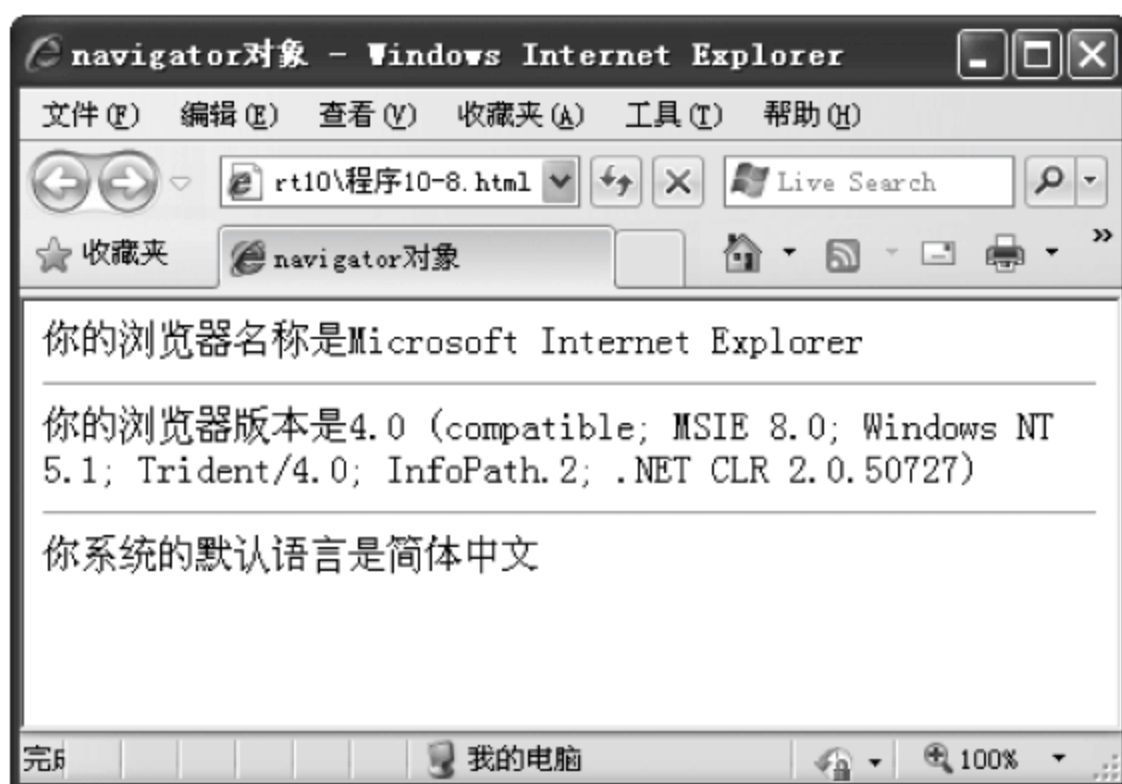 navigator对象 - Windows Internet Explorer
文件(F) 编辑(E) 查看(V) 收藏夹(A) 工具(T) 帮助(H)
rt10\程序10-8.html Live Search
收藏夹 navigator对象 »
你的浏览器名称是Microsoft Internet Explorer
你的浏览器版本是4.0 (compatible; MSIE 8.0; Windows NT
5.1; Trident/4.0; InfoPath.2; .NET CLR 2.0.50727)
你系统的默认语言是简体中文
我的电脑 100%